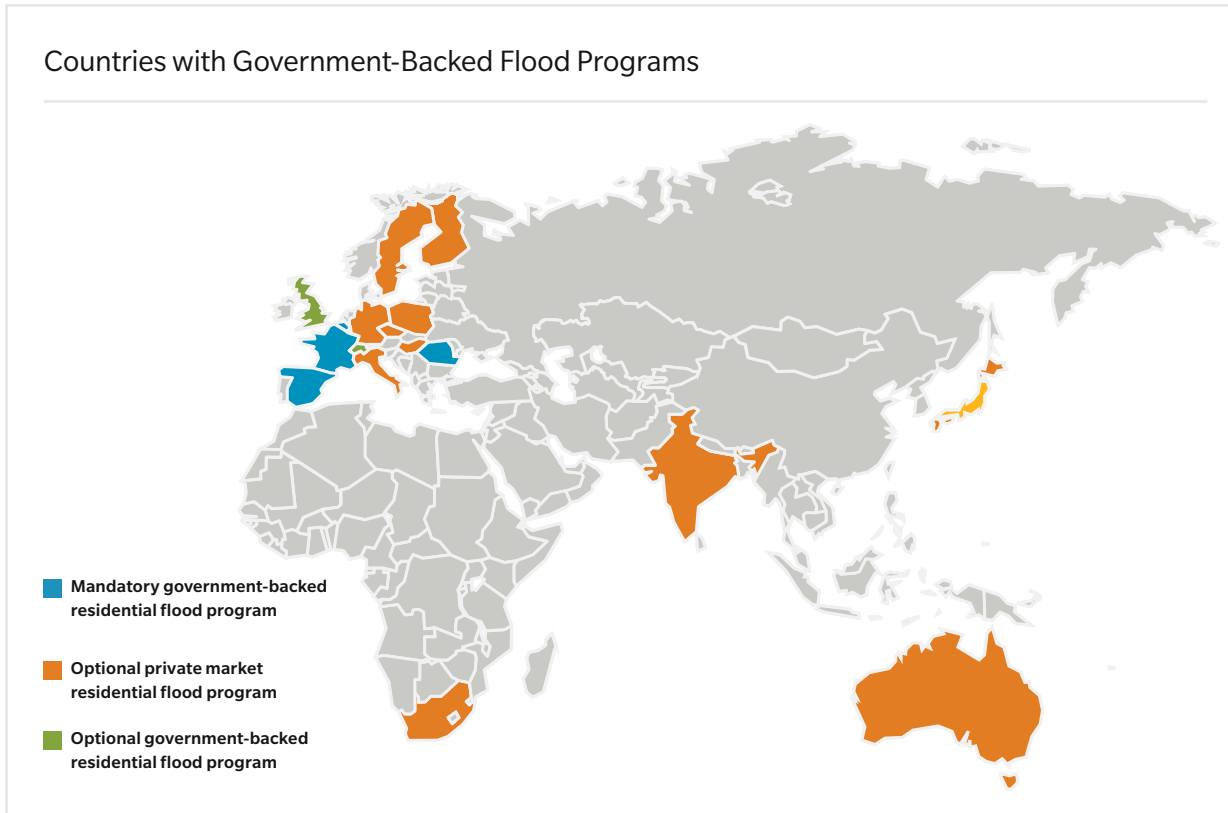 Countries with Government-Backed Flood Programs
Mandatory government-backed
residential flood program
Optional private market
residential flood program
Optional government-backed
residential flood program